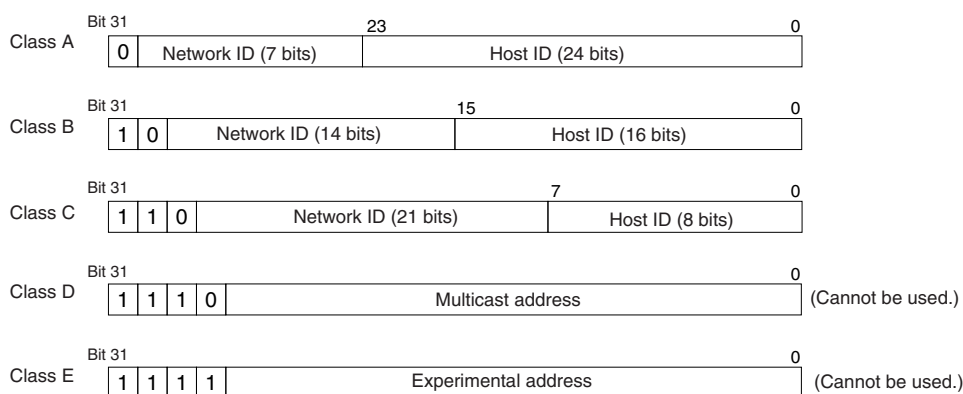 Bit 31 23 0
Class A 0 Network ID (7 bits) Host ID (24 bits)
Bit 31 15 0
Class B 1 0 Network ID (14 bits) Host ID (16 bits)
Bit 31 7 0
Class C 1 1 0 Network ID (21 bits) Host ID (8 bits)
Bit 31 0
Class D 1 1 1 0 Multicast address (Cannot be used.)
Bit 31 0
Class E 1 1 1 1 Experimental address (Cannot be used.)